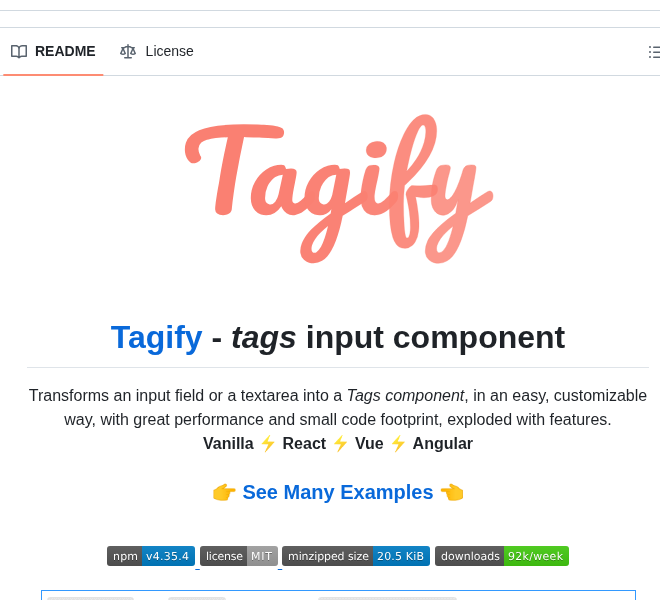 README License
Tagify
Tagify - tags input component
Transforms an input field or a textarea into a Tags component, in an easy, customizable
way, with great performance and small code footprint, exploded with features.
Vanilla ⚡ React ⚡ Vue ⚡ Angular
👉 See Many Examples 👈
npm v4.35.4 license MIT minzipped size 20.5 KiB downloads 92k/week